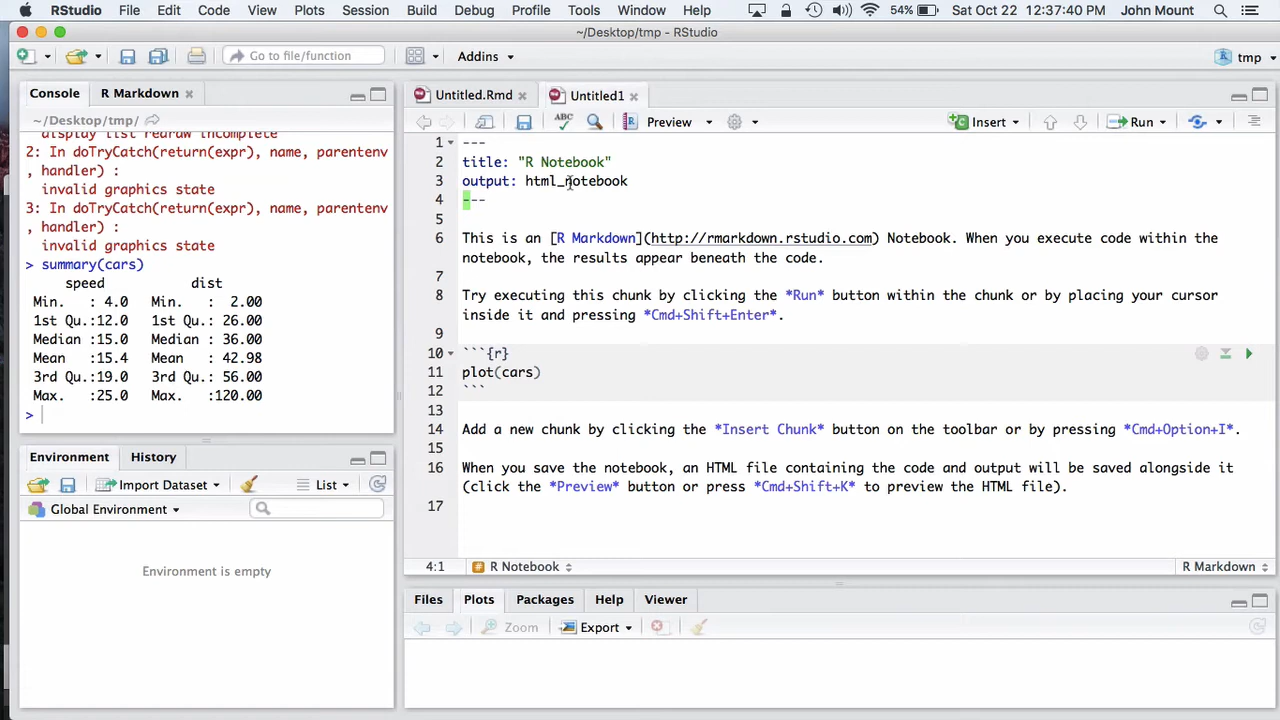 RStudio File Edit Code View Plots Session Build Debug Profile Tools Window Help 54% Sat Oct 22 12:37:40 PM John Mount
~/Desktop/tmp - RStudio
Go to file/function Addins tmp
Console R Markdown
~/Desktop/tmp/
display list redraw incomplete
2: In doTryCatch(return(expr), name, parentenv
, handler) :
invalid graphics state
3: In doTryCatch(return(expr), name, parentenv
, handler) :
invalid graphics state
> summary(cars)
speed dist
Min. : 4.0 Min. : 2.00
1st Qu.:12.0 1st Qu.: 26.00
Median :15.0 Median : 36.00
Mean :15.4 Mean : 42.98
3rd Qu.:19.0 3rd Qu.: 56.00
Max. :25.0 Max. :120.00
>
Environment History
Import Dataset List
Global Environment
Environment is empty
Untitled.Rmd Untitled1
ABC Preview Insert Run
1 ---
2 title: "R Notebook"
3 output: html_notebook
4 ---
5
6 This is an [R Markdown](http://rmarkdown.rstudio.com) Notebook. When you execute code within the
notebook, the results appear beneath the code.
7
8 Try executing this chunk by clicking the *Run* button within the chunk or by placing your cursor
inside it and pressing *Cmd+Shift+Enter*.
9
10 ```{r}
11 plot(cars)
12 ```
13
14 Add a new chunk by clicking the *Insert Chunk* button on the toolbar or by pressing *Cmd+Option+I*.
15
16 When you save the notebook, an HTML file containing the code and output will be saved alongside it
(click the *Preview* button or press *Cmd+Shift+K* to preview the HTML file).
17
4:1 # R Notebook R Markdown
Files Plots Packages Help Viewer
Zoom Export